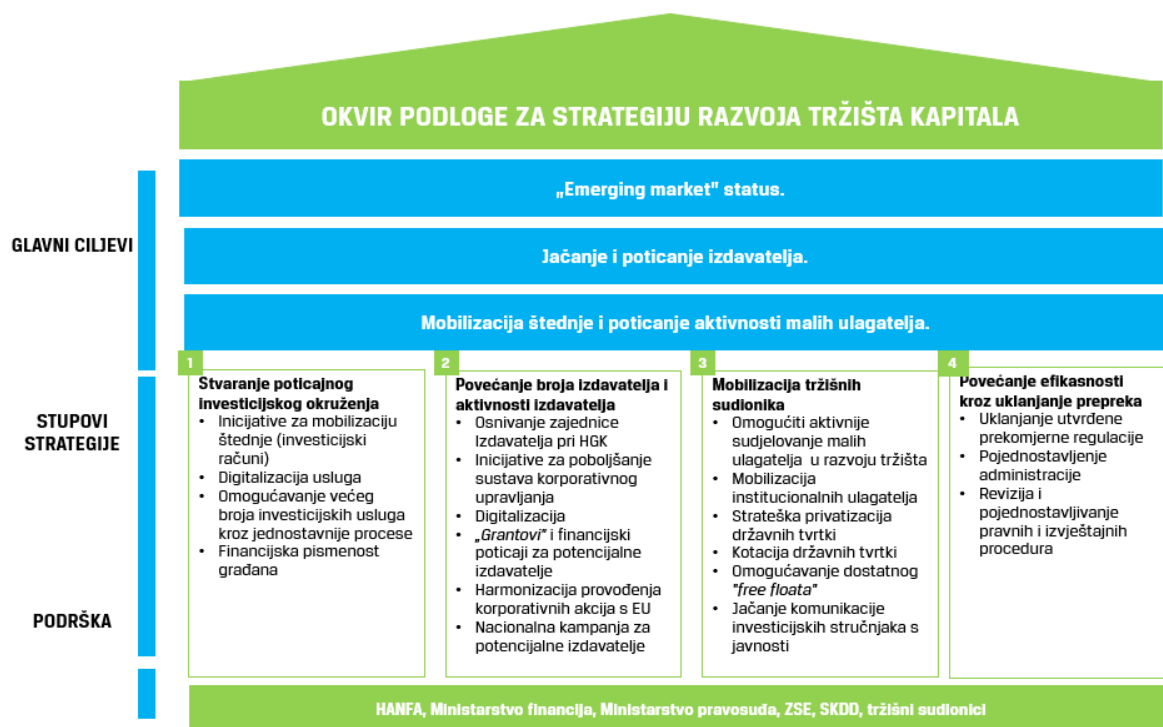 OKVIR PODLOGE ZA STRATEGIJU RAZVOJA TRŽIŠTA KAPITALA
GLAVNI CILJEVI
„Emerging market” status.
Jačanje i poticanje izdavatelja.
Mobilizacija štednje i poticanje aktivnosti malih ulagatelja.
STUPOVI
STRATEGIJE
1
Stvaranje poticajnog
investicijskog okruženja
• Inicijative za mobilizaciju
štednje (investicijski
računi)
• Digitalizacija usluga
• Omogućavanje većeg
broja investicijskih usluga
kroz jednostavnije procese
• Financijska pismenost
građana
2
Povećanje broja izdavatelja i
aktivnosti izdavatelja
• Osnivanje zajednice
Izdavatelja pri HGK
• Inicijative za poboljšanje
sustava korporativnog
upravljanja
• Digitalizacija
• „Grantovi” i financijski
poticaji za potencijalne
izdavatelje
• Harmonizacija provođenja
korporativnih akcija s EU
• Nacionalna kampanja za
potencijalne izdavatelje
3
Mobilizacija tržišnih
sudionika
• Omogućiti aktivnije
sudjelovanje malih
ulagatelja u razvoju tržišta
• Mobilizacija
institucionalnih ulagatelja
• Strateška privatizacija
državnih tvrtki
• Kotacija državnih tvrtki
• Omogućavanje dostatnog
"free floata"
• Jačanje komunikacije
investicijskih stručnjaka s
javnosti
4
Povećanje efikasnosti
kroz uklanjanje prepreka
• Uklanjanje utvrđene
prekomjerne regulacije
• Pojednostavljenje
administracije
• Revizija i
pojednostavljivanje
pravnih i izvještajnih
procedura
PODRŠKA
HANFA, Ministarstvo financija, Ministarstvo pravosuđa, ZSE, SKDD, tržišni sudionici